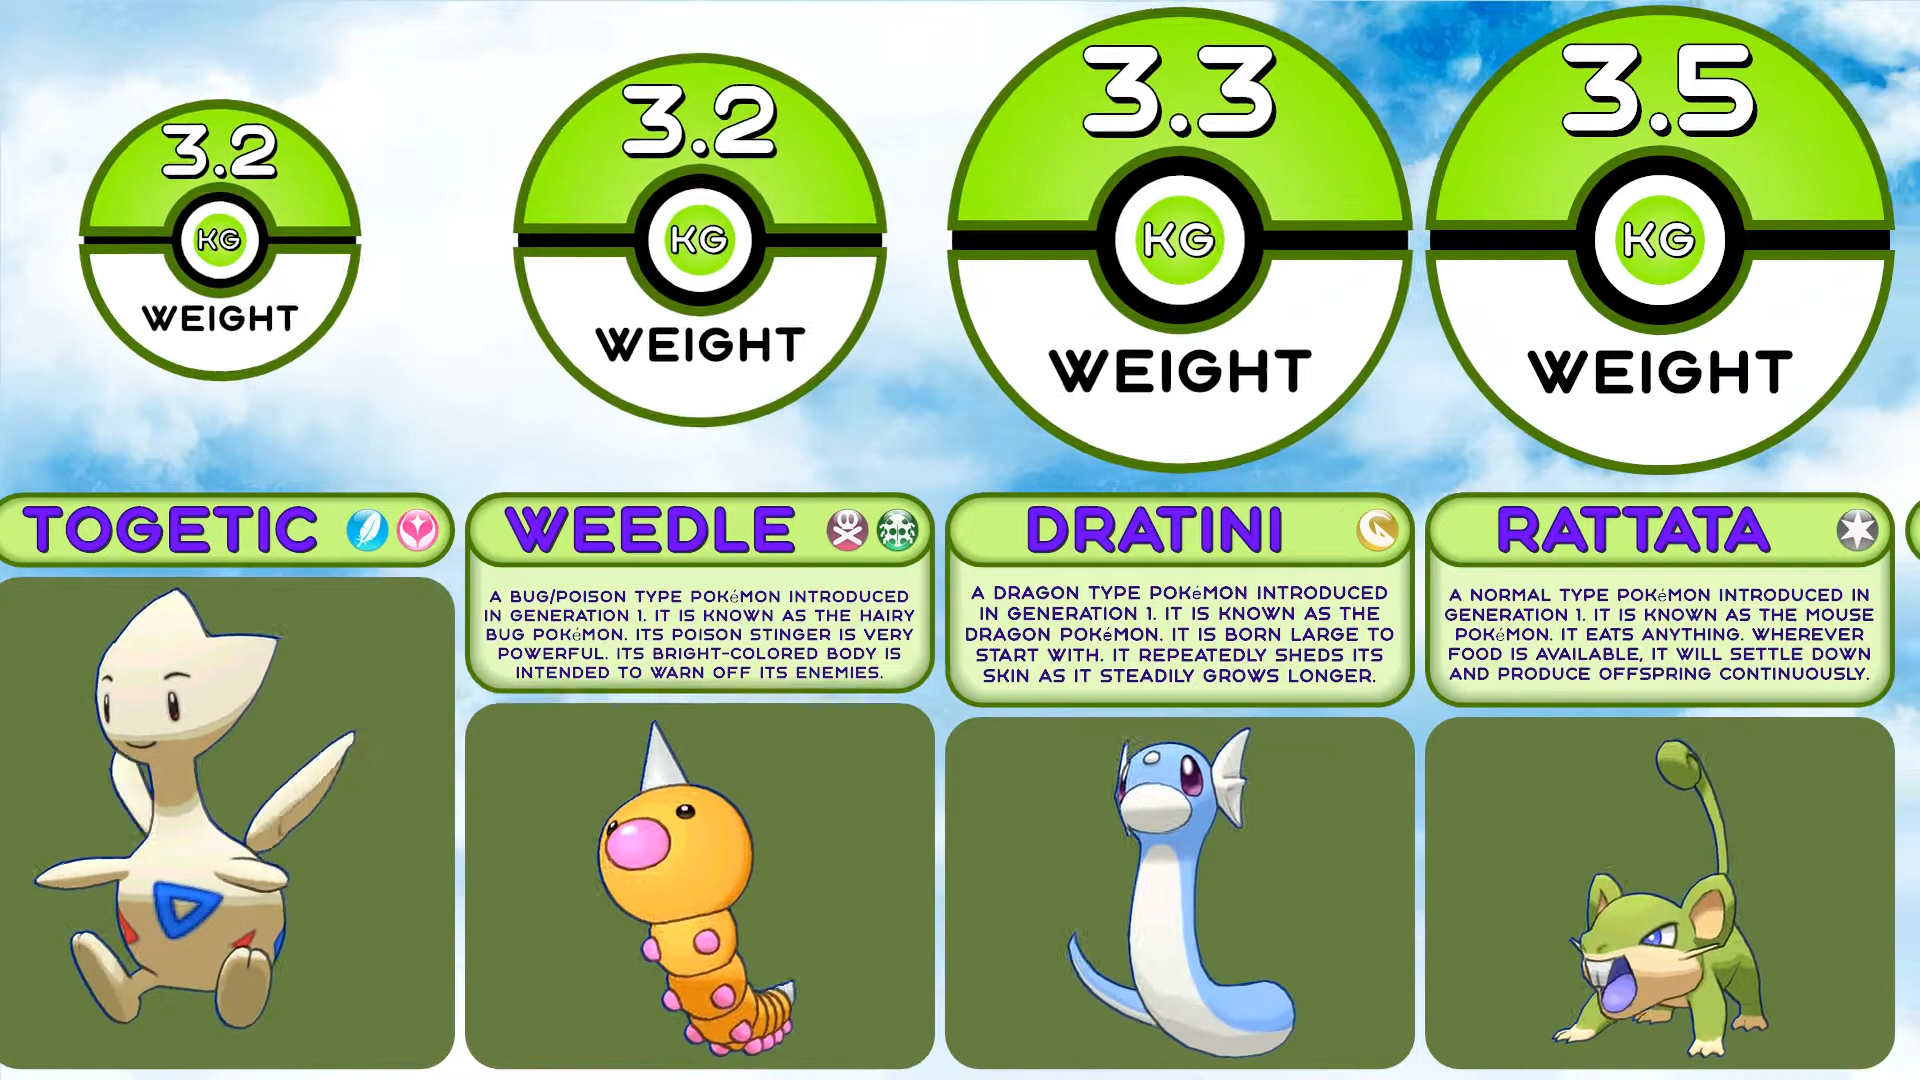 3.2
KG
WEIGHT
TOGETIC
3.2
KG
WEIGHT
WEEDLE
A BUG/POISON TYPE POKéMON INTRODUCED
IN GENERATION 1. IT IS KNOWN AS THE HAIRY
BUG POKéMON. ITS POISON STINGER IS VERY
POWERFUL. ITS BRIGHT-COLORED BODY IS
INTENDED TO WARN OFF ITS ENEMIES.
3.3
KG
WEIGHT
DRATINI
A DRAGON TYPE POKéMON INTRODUCED
IN GENERATION 1. IT IS KNOWN AS THE
DRAGON POKéMON. IT IS BORN LARGE TO
START WITH. IT REPEATEDLY SHEDS ITS
SKIN AS IT STEADILY GROWS LONGER.
3.5
KG
WEIGHT
RATTATA
A NORMAL TYPE POKéMON INTRODUCED IN
GENERATION 1. IT IS KNOWN AS THE MOUSE
POKéMON. IT EATS ANYTHING. WHEREVER
FOOD IS AVAILABLE, IT WILL SETTLE DOWN
AND PRODUCE OFFSPRING CONTINUOUSLY.